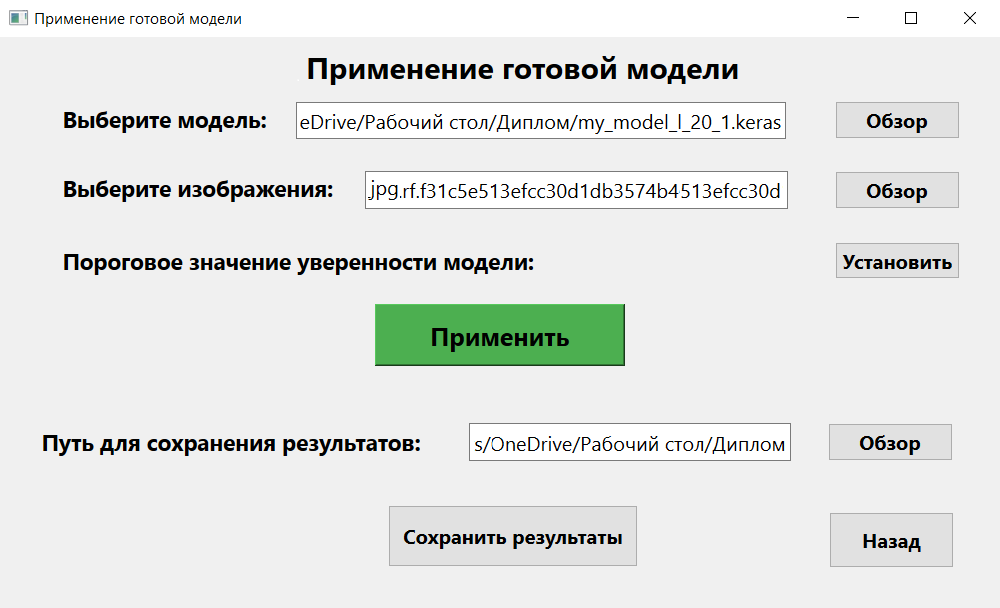 Применение готовой модели
Применение готовой модели
Выберите модель: eDrive/Рабочий стол/Диплом/my_model_l_20_1.keras Обзор
Выберите изображения: .jpg.rf.f31c5e513efcc30d1db3574b4513efcc30d Обзор
Пороговое значение уверенности модели: Установить
Применить
Путь для сохранения результатов: s/OneDrive/Рабочий стол/Диплом Обзор
Сохранить результаты Назад